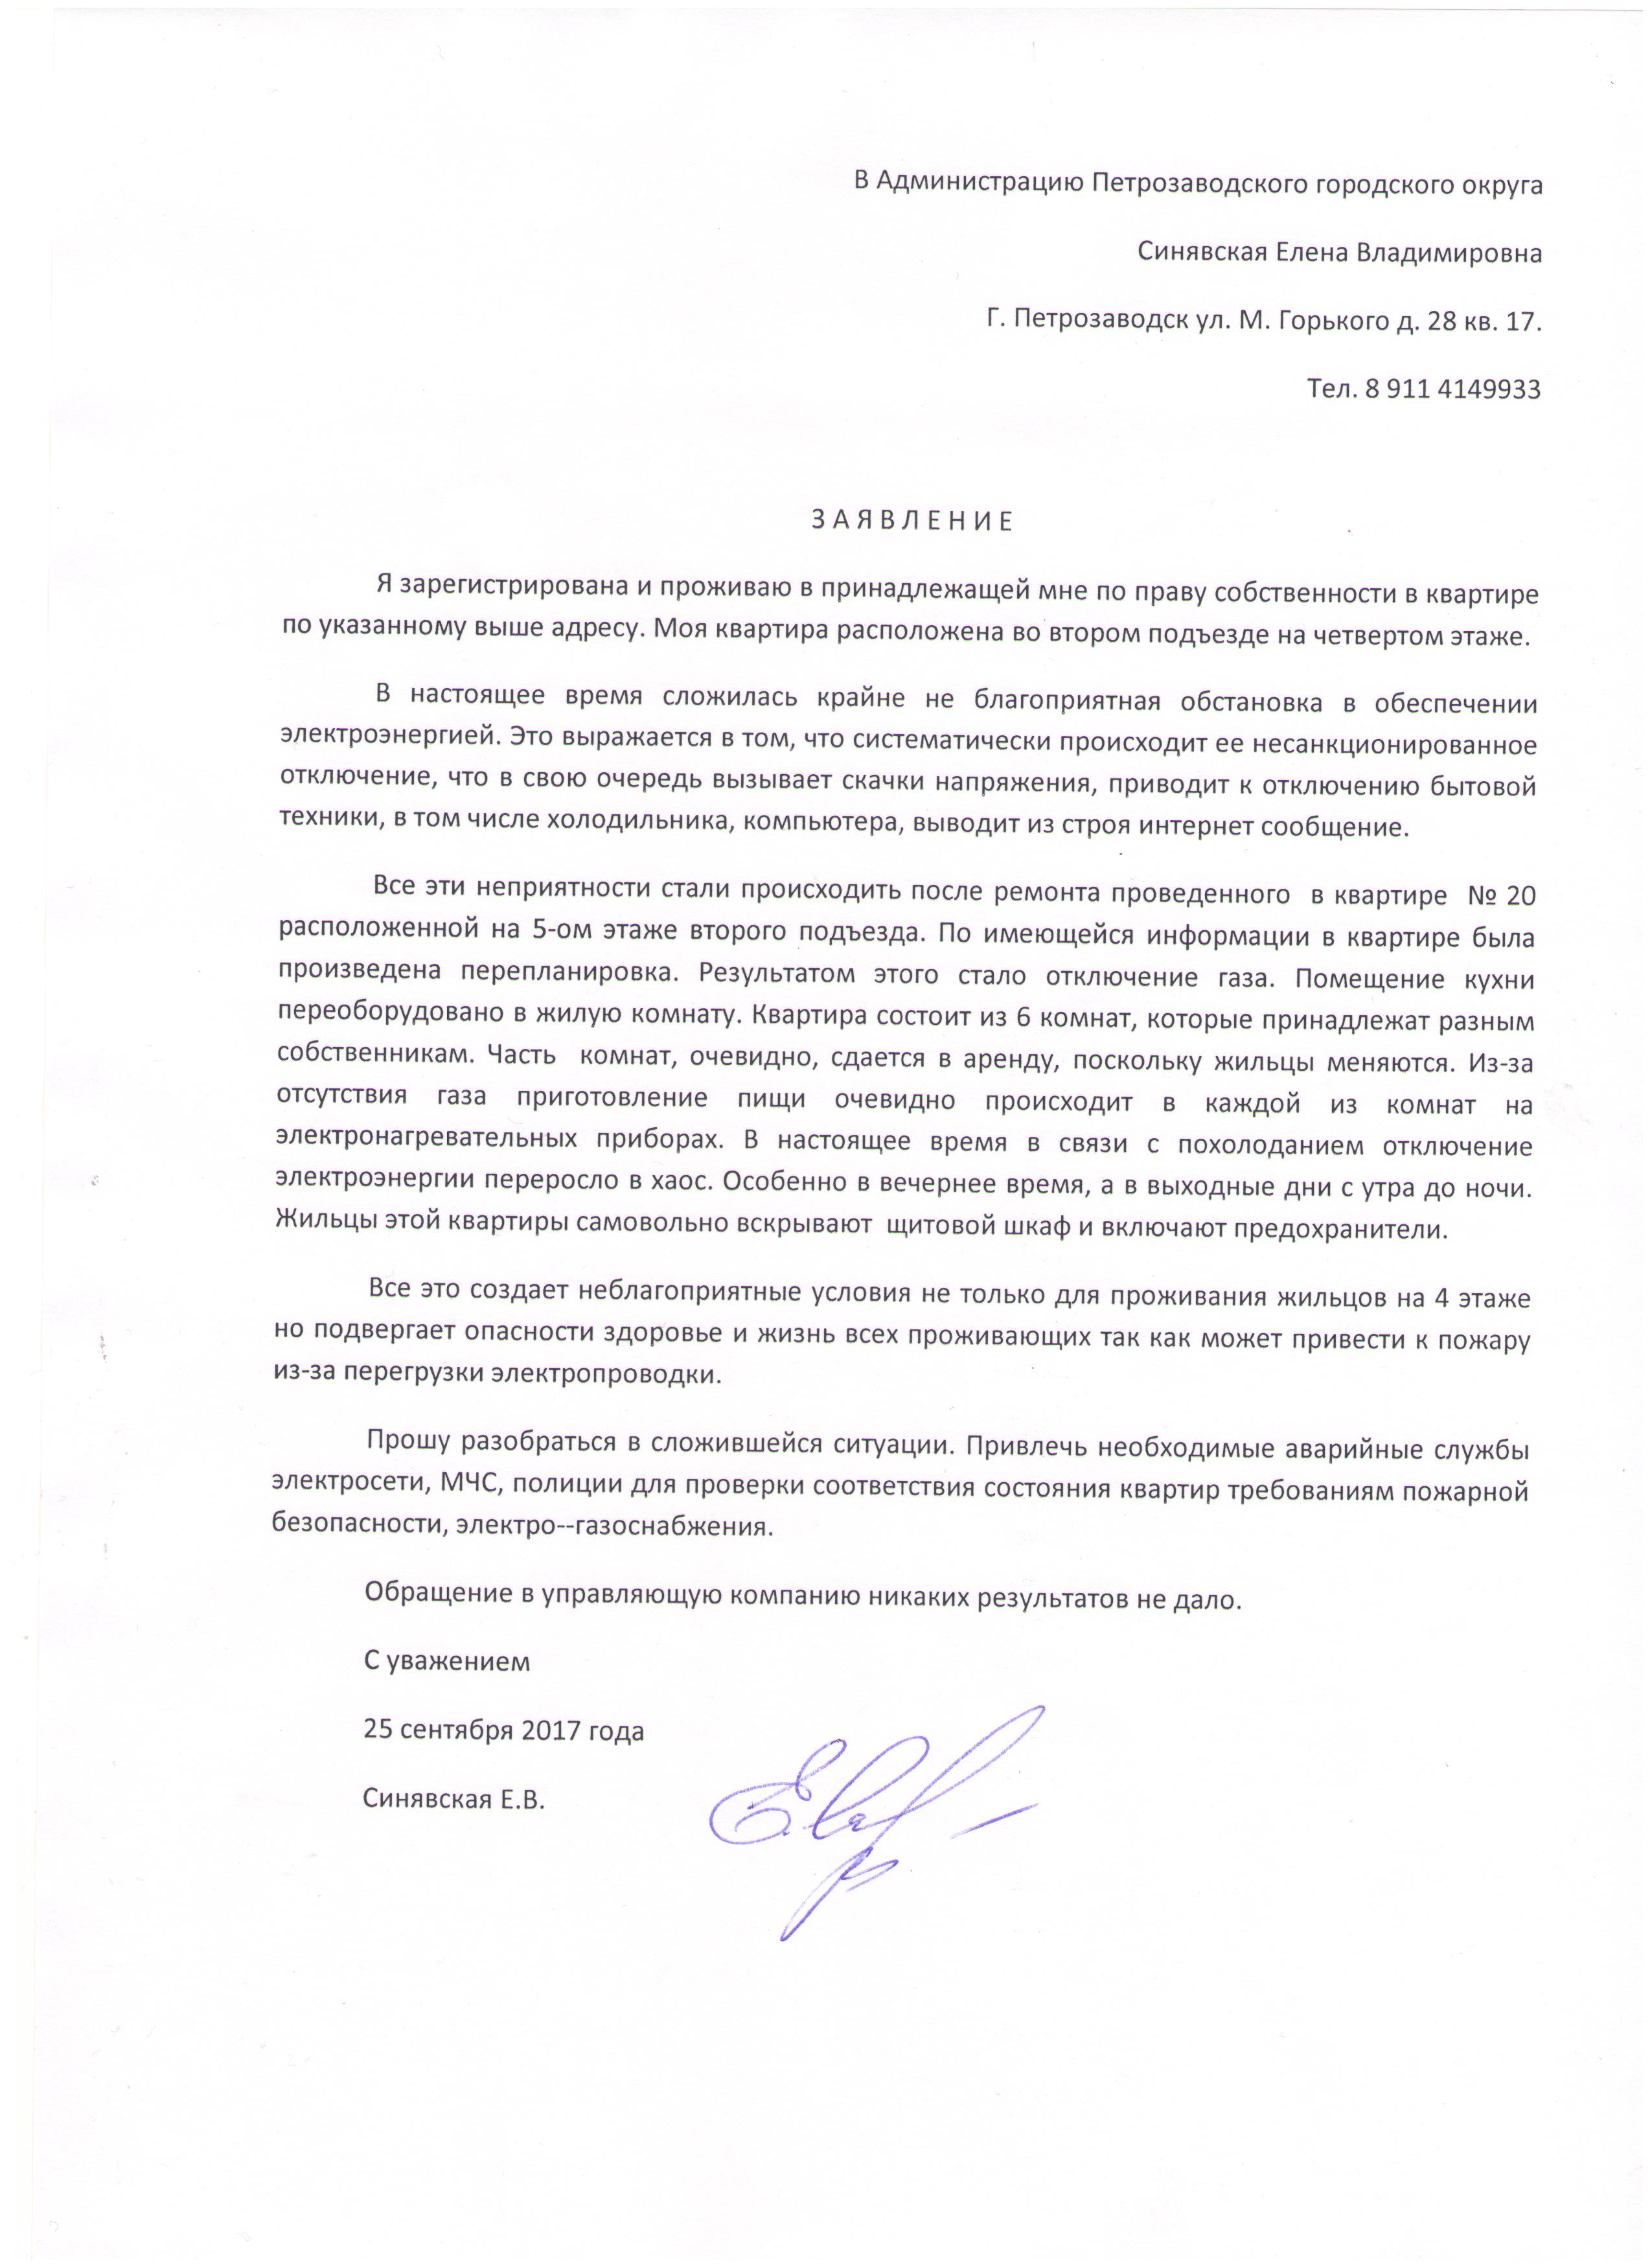 В Администрацию Петрозаводского городского округа
Синявская Елена Владимировна
Г. Петрозаводск ул. М. Горького д. 28 кв. 17.
Тел. 8 911 4149933
З А Я В Л Е Н И Е
Я зарегистрирована и проживаю в принадлежащей мне по праву собственности в квартире
по указанному выше адресу. Моя квартира расположена во втором подъезде на четвертом этаже.
В настоящее время сложилась крайне не благоприятная обстановка в обеспечении
электроэнергией. Это выражается в том, что систематически происходит ее несанкционированное
отключение, что в свою очередь вызывает скачки напряжения, приводит к отключению бытовой
техники, в том числе холодильника, компьютера, выводит из строя интернет сообщение.
Все эти неприятности стали происходить после ремонта проведенного в квартире № 20
расположенной на 5-ом этаже второго подъезда. По имеющейся информации в квартире была
произведена перепланировка. Результатом этого стало отключение газа. Помещение кухни
переоборудовано в жилую комнату. Квартира состоит из 6 комнат, которые принадлежат разным
собственникам. Часть комнат, очевидно, сдается в аренду, поскольку жильцы меняются. Из-за
отсутствия газа приготовление пищи очевидно происходит в каждой из комнат на
электронагревательных приборах. В настоящее время в связи с похолоданием отключение
электроэнергии переросло в хаос. Особенно в вечернее время, а в выходные дни с утра до ночи.
Жильцы этой квартиры самовольно вскрывают щитовой шкаф и включают предохранители.
Все это создает неблагоприятные условия не только для проживания жильцов на 4 этаже
но подвергает опасности здоровье и жизнь всех проживающих так как может привести к пожару
из-за перегрузки электропроводки.
Прошу разобраться в сложившейся ситуации. Привлечь необходимые аварийные службы
электросети, МЧС, полиции для проверки соответствия состояния квартир требованиям пожарной
безопасности, электро--газоснабжения.
Обращение в управляющую компанию никаких результатов не дало.
С уважением
25 сентября 2017 года
Синявская Е.В.